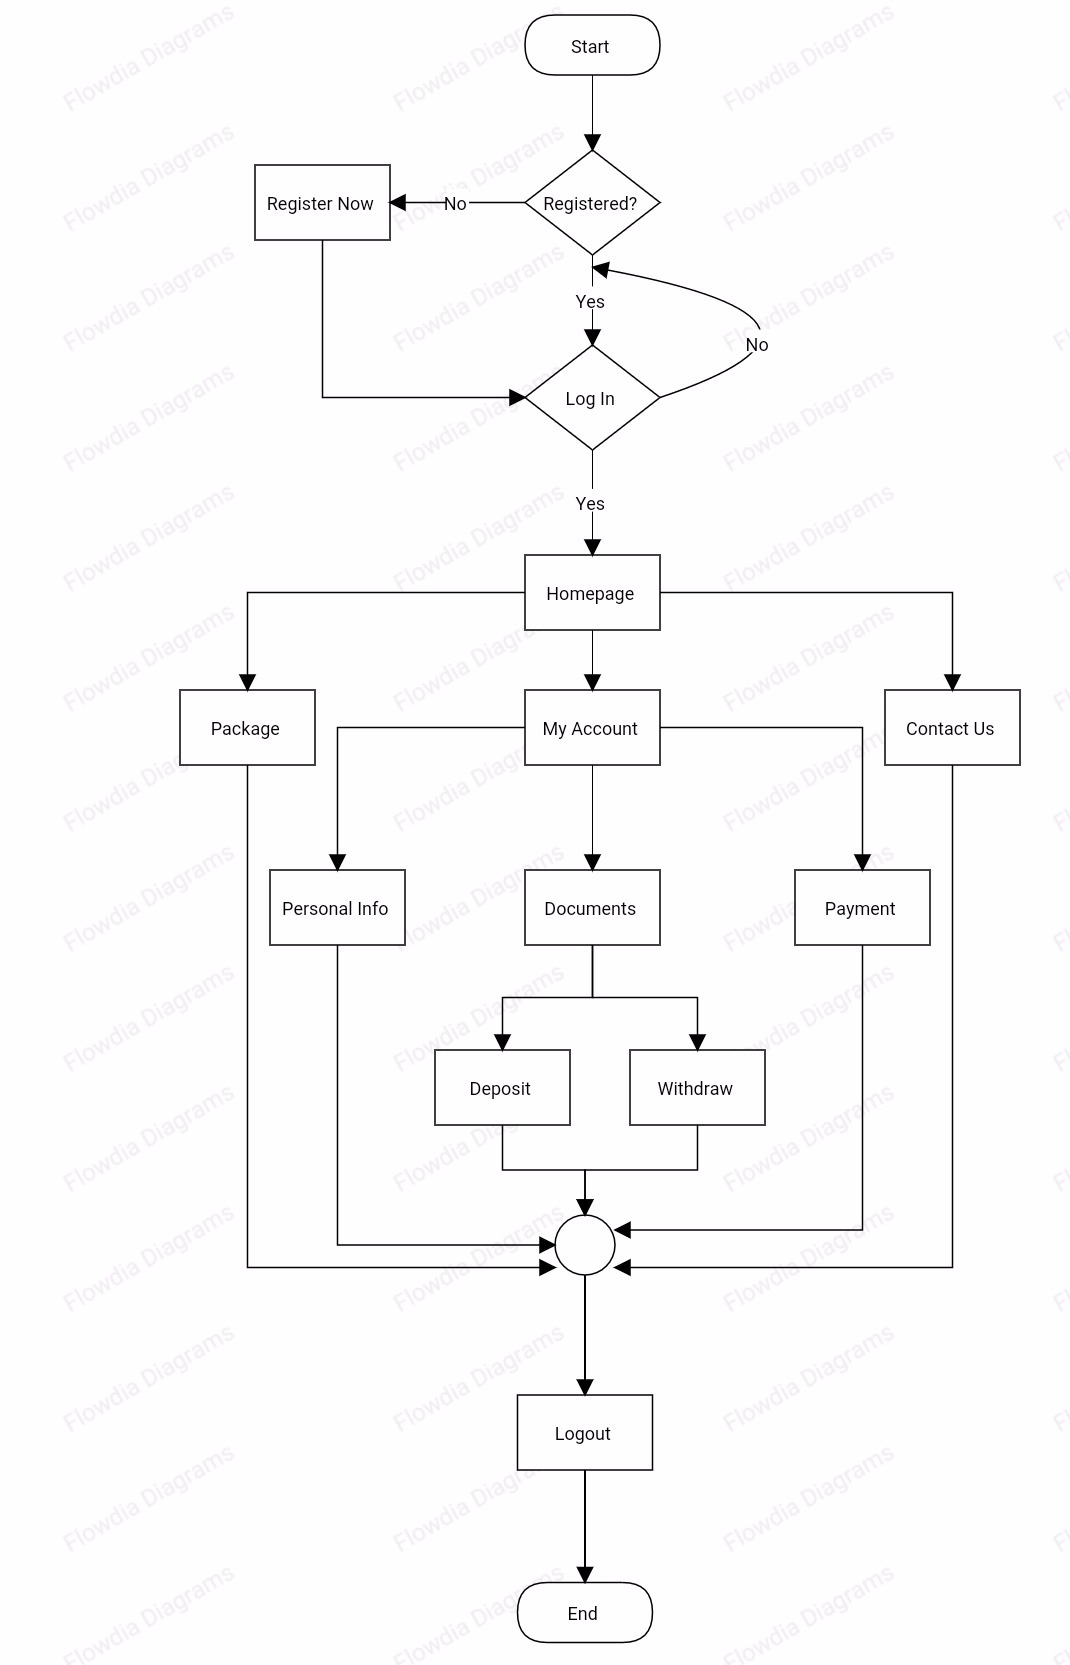 Start
Registered?
No
Register Now
Yes
No
Log In
Yes
Homepage
Package
My Account
Contact Us
Personal Info
Documents
Payment
Deposit
Withdraw
Logout
End
Flowdia Diagrams